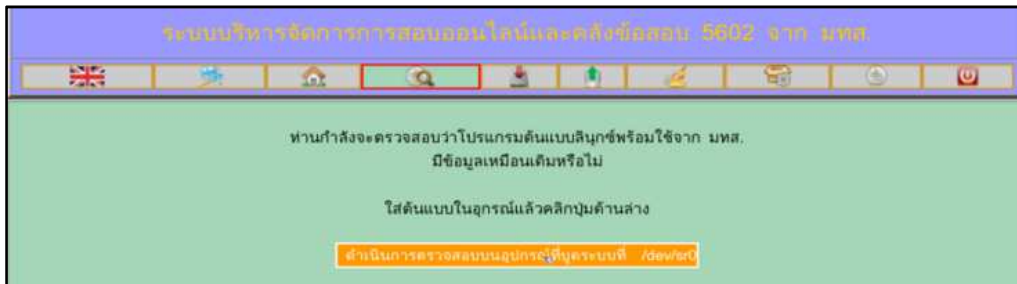 ระบบบริหารจัดการการสอบออนไลน์และคลังข้อสอบ 5602 จาก มทส.
ท่านกำลังจะตรวจสอบว่าโปรแกรมต้นแบบลินุกซ์พร้อมใช้จาก มทส.
มีข้อมูลเหมือนเดิมหรือไม่
ใส่ต้นแบบในอุกรณ์แล้วคลิกปุ่มด้านล่าง
ดำเนินการตรวจสอบบนอุปกรณ์ที่บูตระบบที่ /dev/sr0